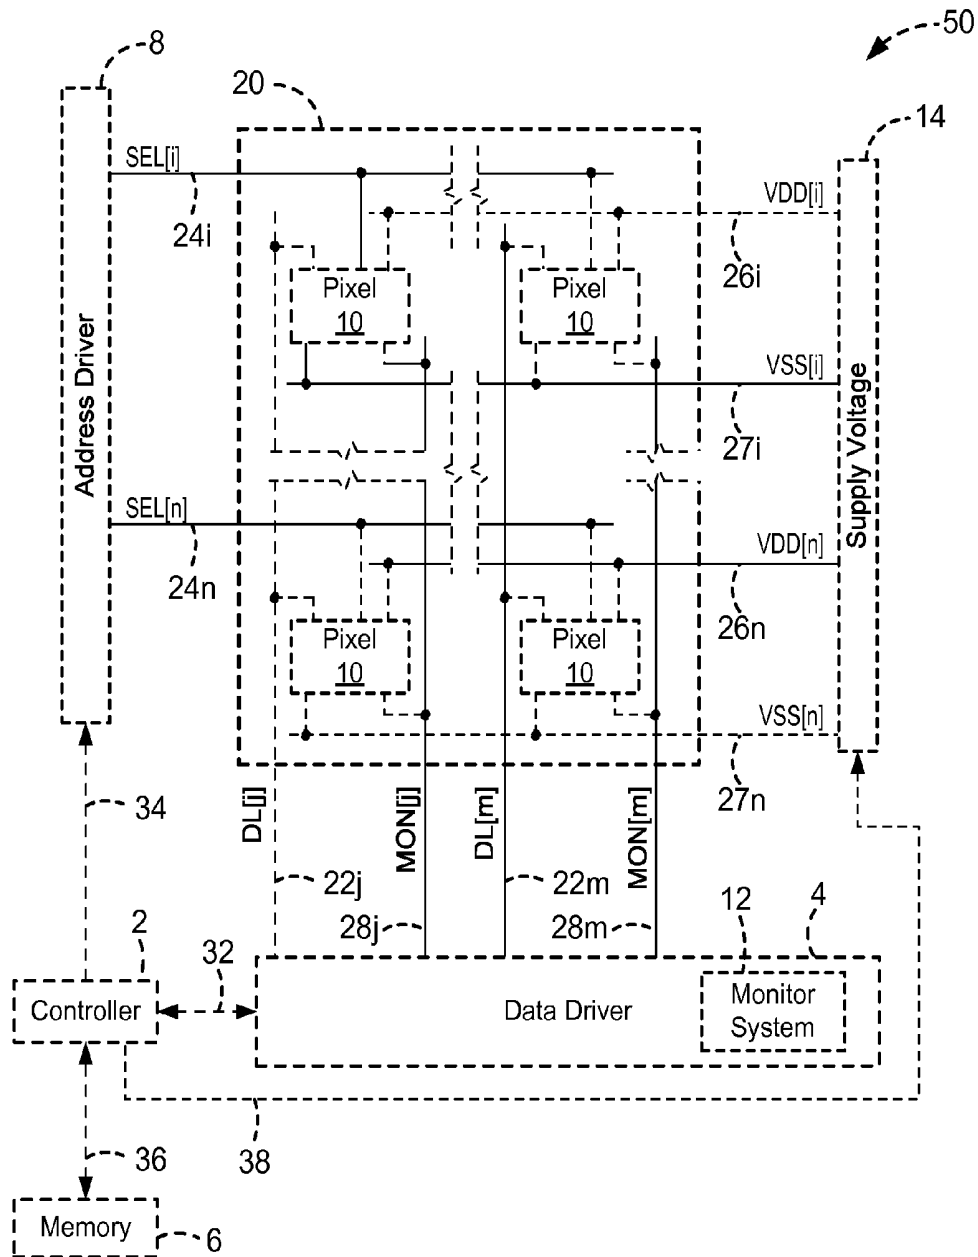 50
8
20
14
SEL[i]
VDD[i]
24i
26i
Pixel
10
Pixel
10
Address Driver
VSS[i]
27i
Supply Voltage
SEL[n]
VDD[n]
24n
26n
Pixel
10
Pixel
10
VSS[n]
27n
34
DL[j]
MON[j]
DL[m]
MON[m]
22j
22m
28j
28m
12
4
2
32
Controller
Data Driver
Monitor
System
36
38
Memory
6